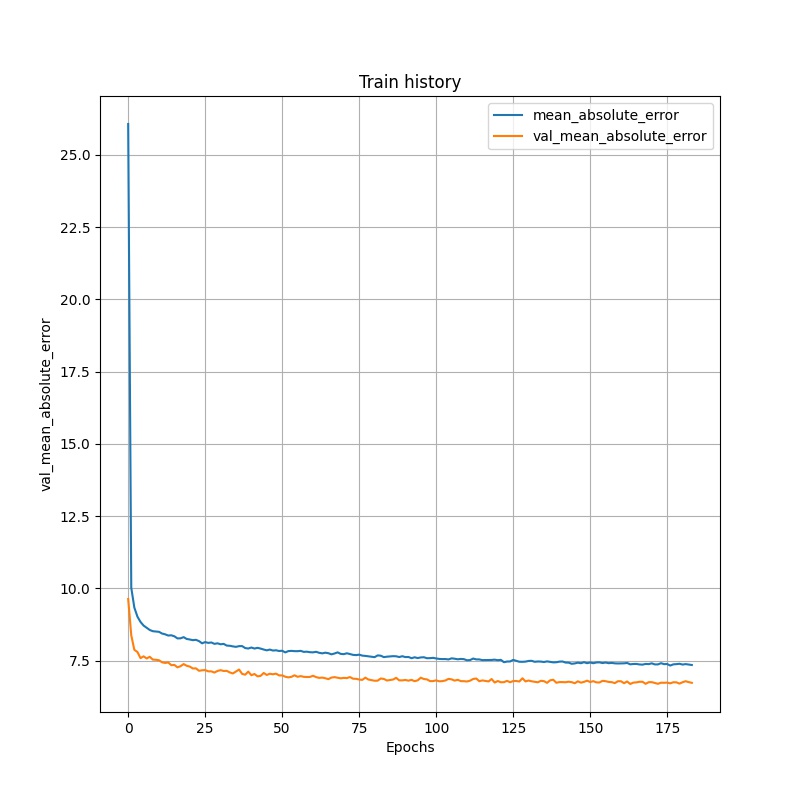 Train history
mean_absolute_error
val_mean_absolute_error
val_mean_absolute_error
25.0
22.5
20.0
17.5
15.0
12.5
10.0
7.5
0 25 50 75 100 125 150 175
Epochs